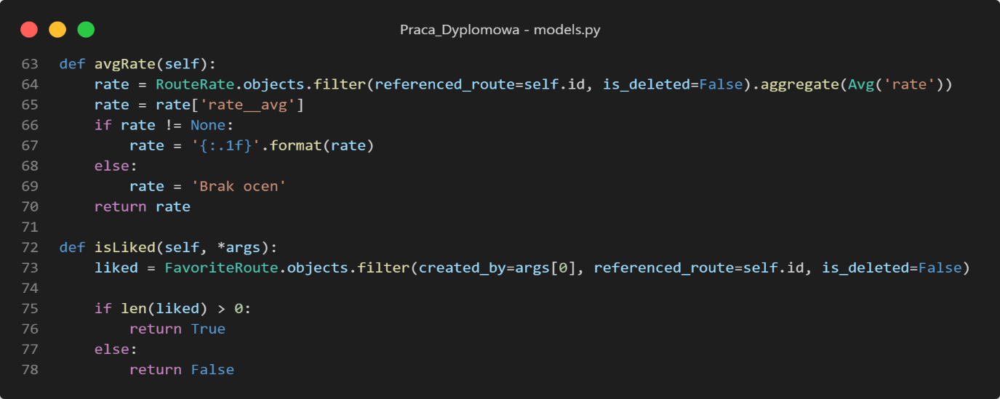 Praca_Dyplomowa - models.py
63 def avgRate(self):
64     rate = RouteRate.objects.filter(referenced_route=self.id, is_deleted=False).aggregate(Avg('rate'))
65     rate = rate['rate__avg']
66     if rate != None:
67         rate = '{:.1f}'.format(rate)
68     else:
69         rate = 'Brak ocen'
70     return rate
71
72 def isLiked(self, *args):
73     liked = FavoriteRoute.objects.filter(created_by=args[0], referenced_route=self.id, is_deleted=False)
74
75     if len(liked) > 0:
76         return True
77     else:
78         return False